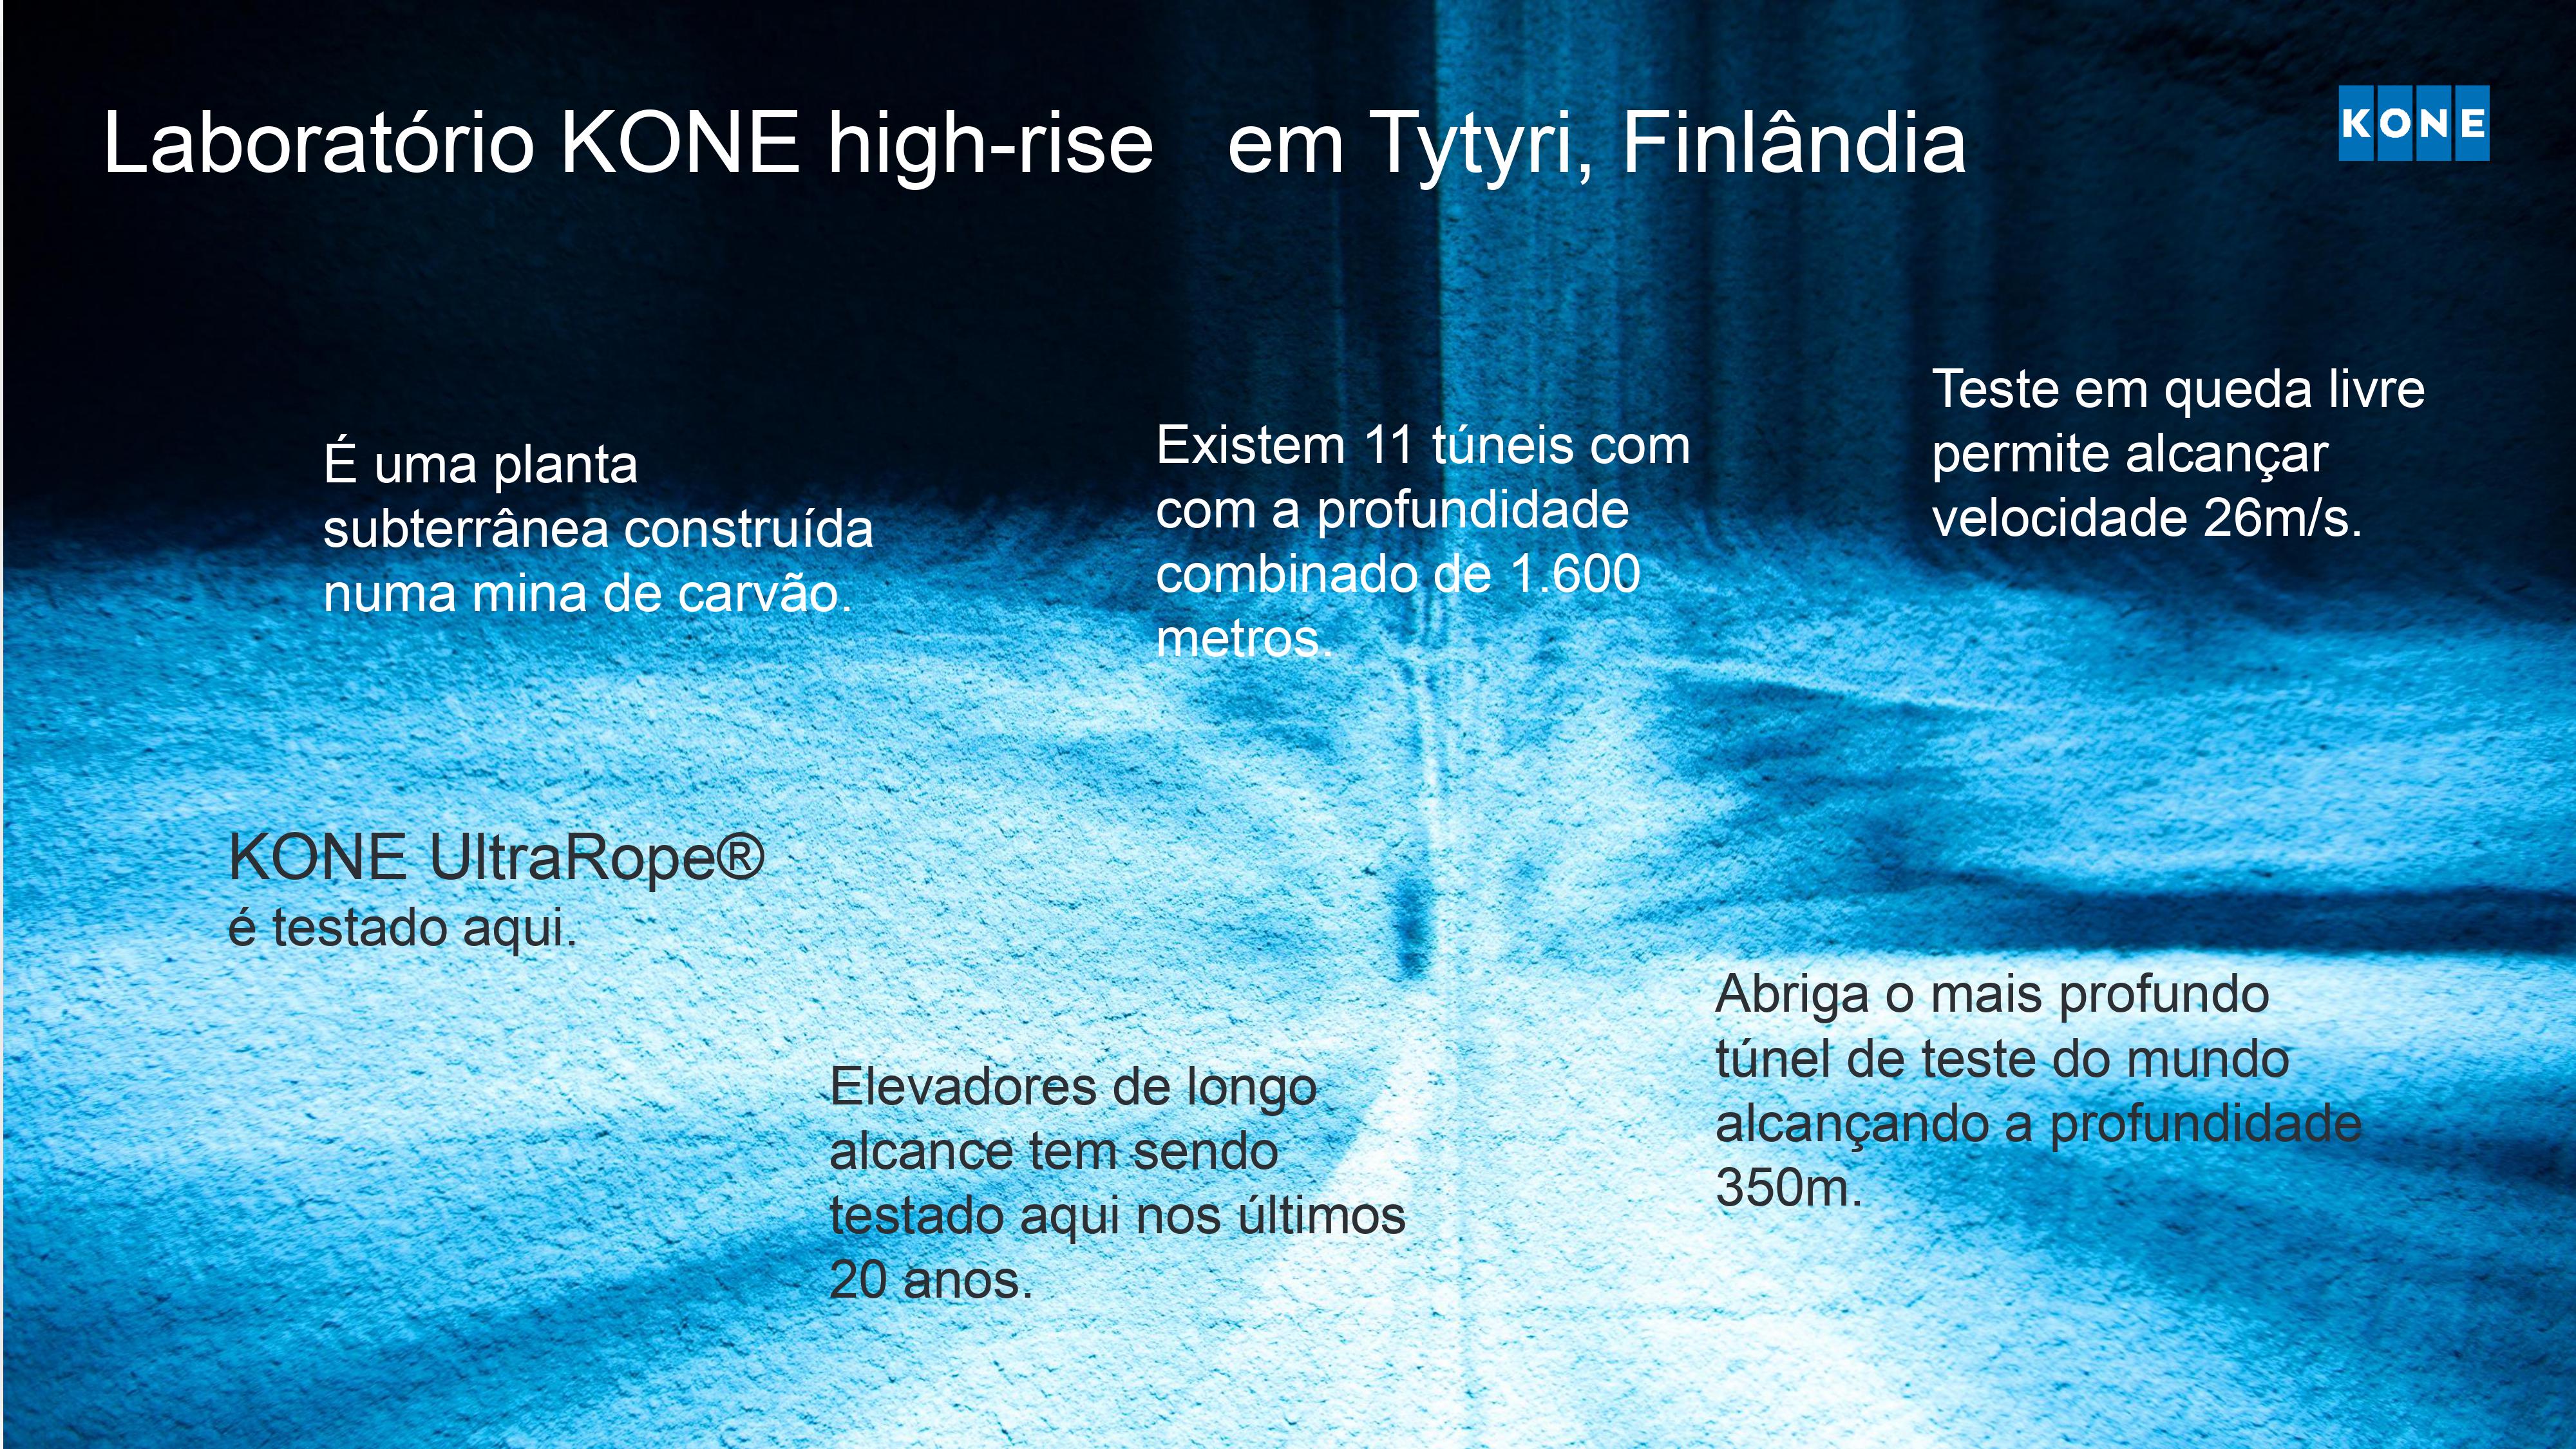 Laboratório KONE high-rise em Tytyri, Finlândia
KONE
É uma planta
subterrânea construída
numa mina de carvão.
Existem 11 túneis com
com a profundidade
combinado de 1.600
metros.
Teste em queda livre
permite alcançar
velocidade 26m/s.
KONE UltraRope®
é testado aqui.
Elevadores de longo
alcance tem sendo
testado aqui nos últimos
20 anos.
Abriga o mais profundo
túnel de teste do mundo
alcançando a profundidade
350m.